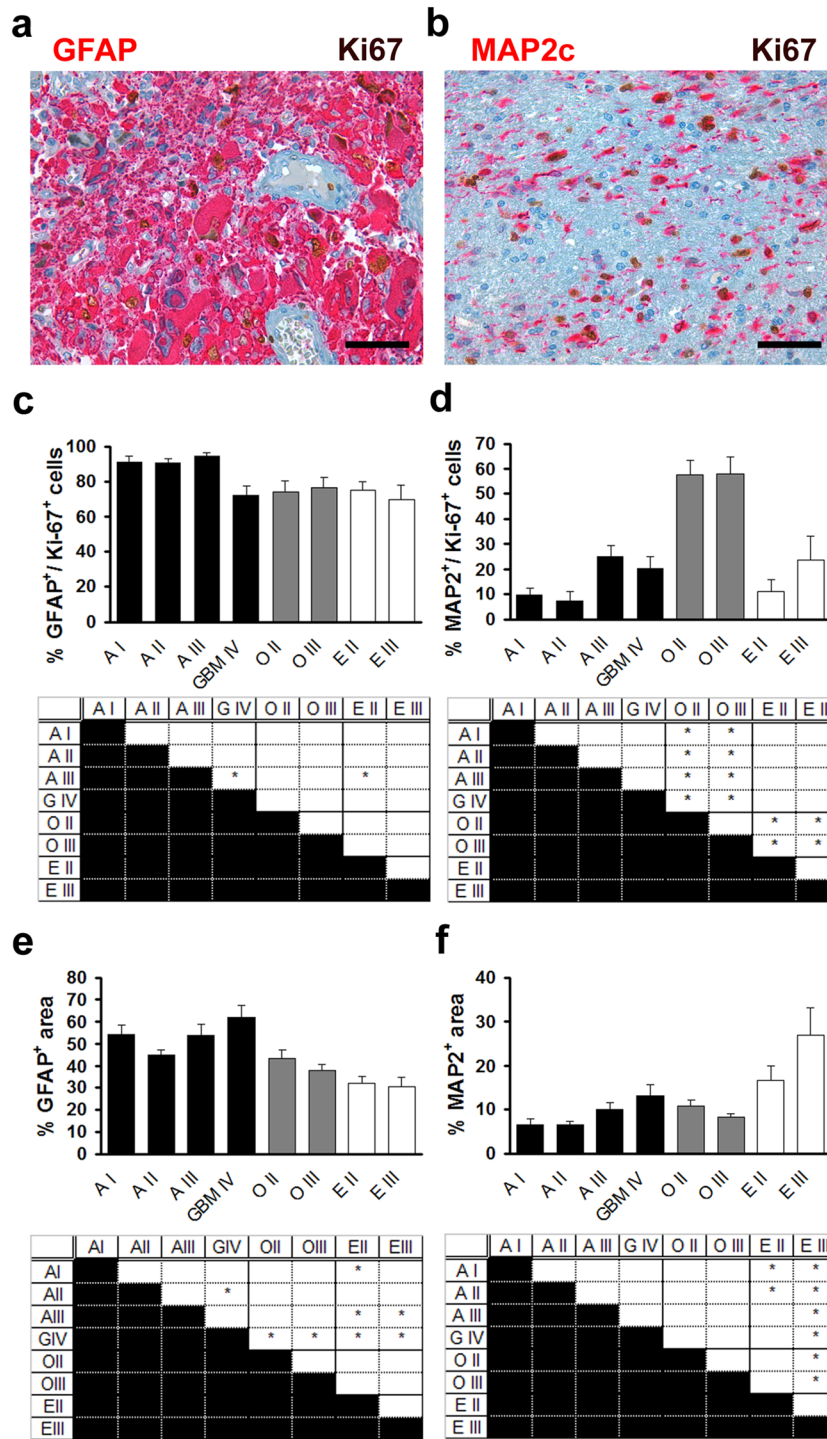 a b
GFAP Ki67 MAP2c Ki67
c
% GFAP+/ Ki-67+ cells
100
80
60
40
20
0
A I A II A III GBM IV O II O III E II E III
A I A II A III G IV O II O III E II E III
A I
A II
A III * *
G IV
O II
O III
E II
E III
d
% MAP2+/ Ki-67+ cells
70
60
50
40
30
20
10
0
A I A II A III GBM IV O II O III E II E III
A I A II A III G IV O II O III E II E II
A I * *
A II * *
A III * *
G IV * *
O II * *
O III * *
E II
E III
e
% GFAP+ area
80
70
60
50
40
30
20
10
0
A I A II A III GBM IV O II O III E II E III
AI AII AIII GIV OII OIII EII EIII
AI *
AII *
AIII * *
GIV * * * *
OII
OIII
EII
EIII
f
% MAP2+ area
40
30
20
10
0
A I A II A III GBM IV O II O III E II E III
A I A II A III G IV O II O III E II E III
A I * *
A II * *
A III *
G IV *
O II *
O III *
E II
E III